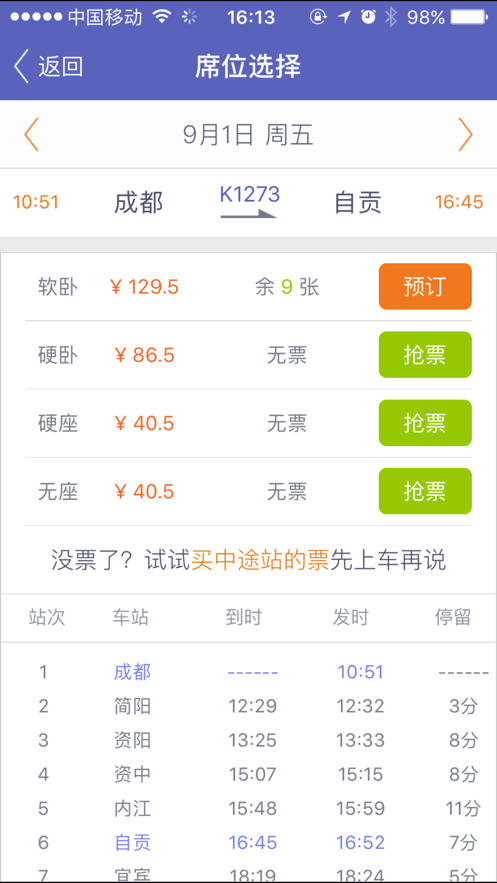 中国移动 16:13 98%
返回 席位选择
9月1日 周五
10:51 成都 K1273 自贡 16:45
软卧 ¥ 129.5 余 9 张 预订
硬卧 ¥ 86.5 无票 抢票
硬座 ¥ 40.5 无票 抢票
无座 ¥ 40.5 无票 抢票
没票了？试试买中途站的票先上车再说
站次 车站 到时 发时 停留
1 成都 ------ 10:51 ------
2 简阳 12:29 12:32 3分
3 资阳 13:25 13:33 8分
4 资中 15:07 15:15 8分
5 内江 15:48 15:59 11分
6 自贡 16:45 16:52 7分
7 宜宾 18:19 18:24 5分